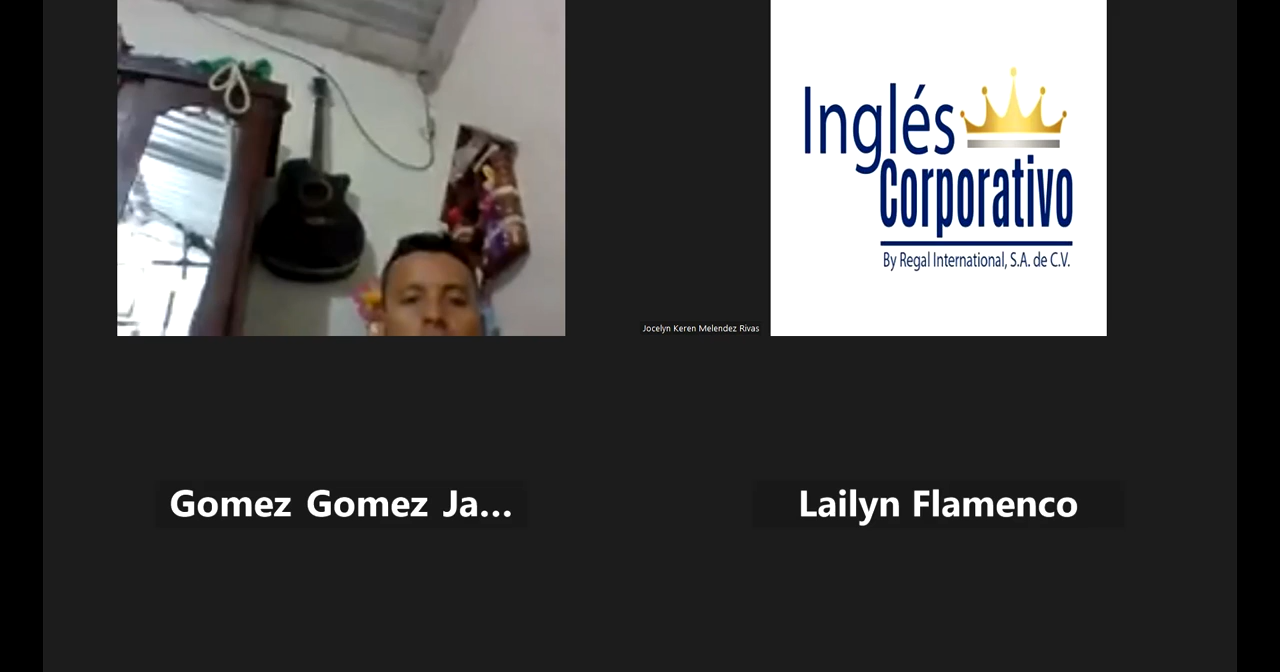 Inglés
Corporativo
By Regal International, S.A. de C.V.
Jocelyn Keren Melendez Rivas
Gomez Gomez Ja...
Lailyn Flamenco